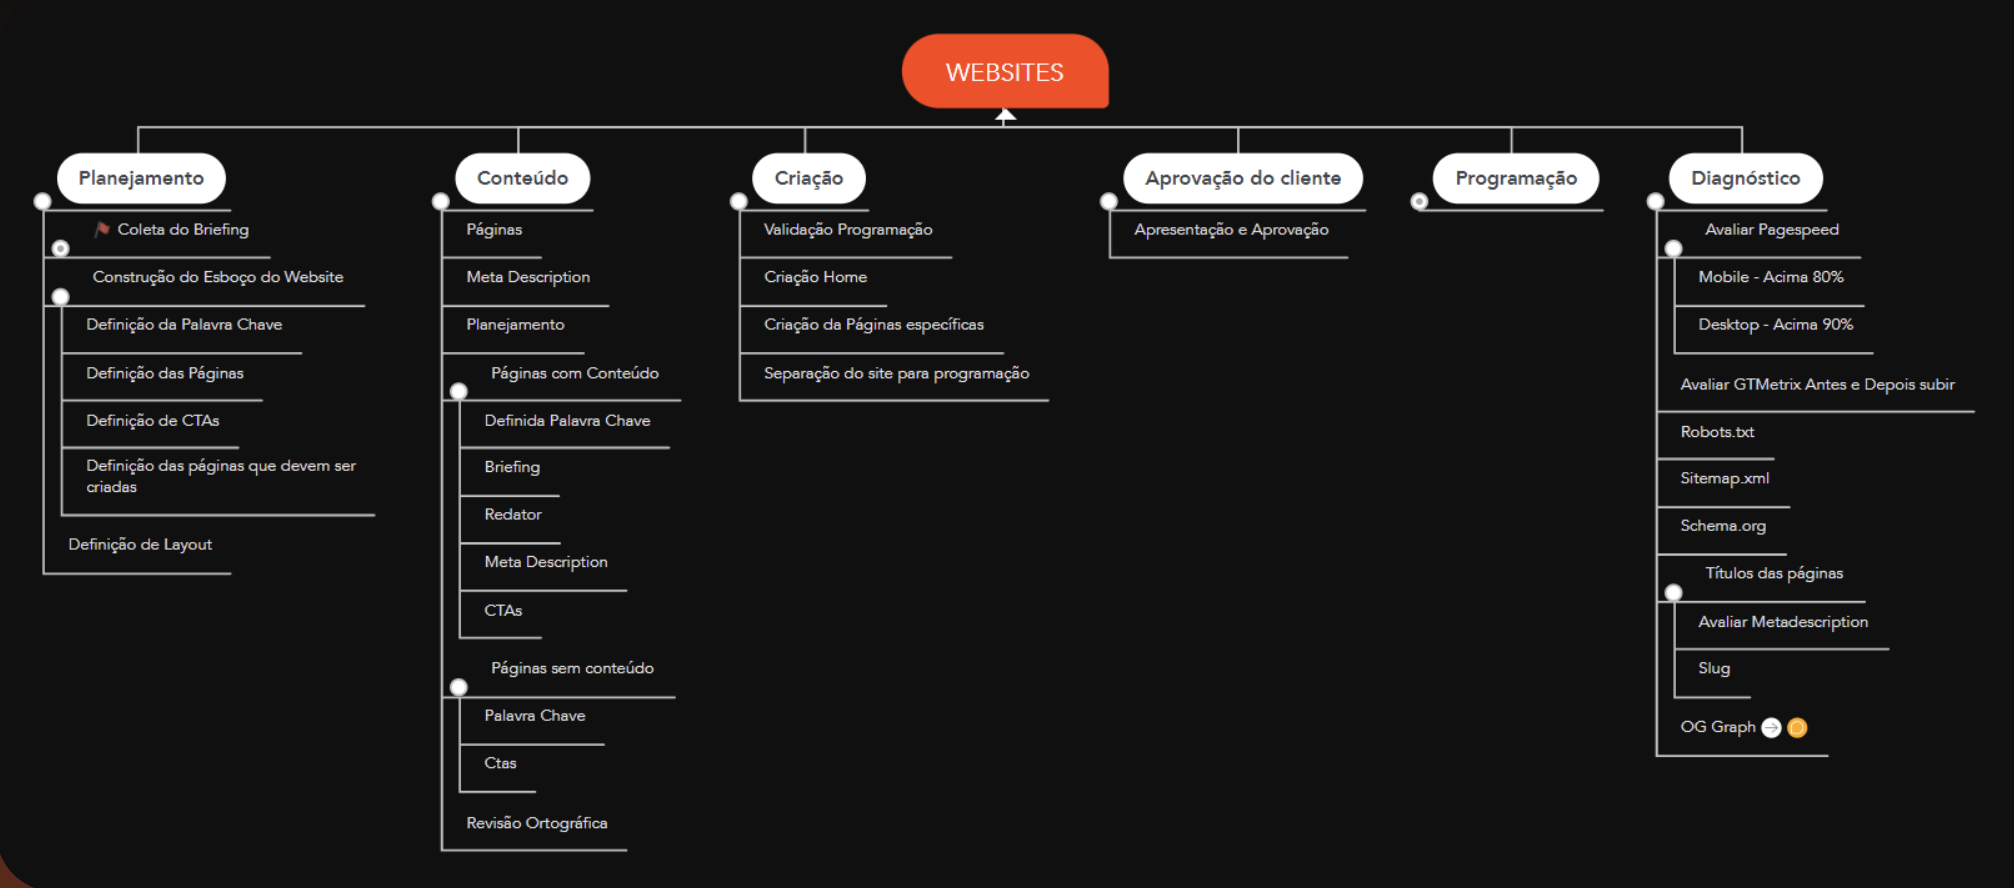 WEBSITES
Planejamento
Coleta do Briefing
Construção do Esboço do Website
Definição da Palavra Chave
Definição das Páginas
Definição de CTAs
Definição das páginas que devem ser
criadas
Definição de Layout
Conteúdo
Páginas
Meta Description
Planejamento
Páginas com Conteúdo
Definida Palavra Chave
Briefing
Redator
Meta Description
CTAs
Páginas sem conteúdo
Palavra Chave
Ctas
Revisão Ortográfica
Criação
Validação Programação
Criação Home
Criação da Páginas específicas
Separação do site para programação
Aprovação do cliente
Apresentação e Aprovação
Programação
Diagnóstico
Avaliar Pagespeed
Mobile - Acima 80%
Desktop - Acima 90%
Avaliar GTMetrix Antes e Depois subir
Robots.txt
Sitemap.xml
Schema.org
Títulos das páginas
Avaliar Metadescription
Slug
OG Graph